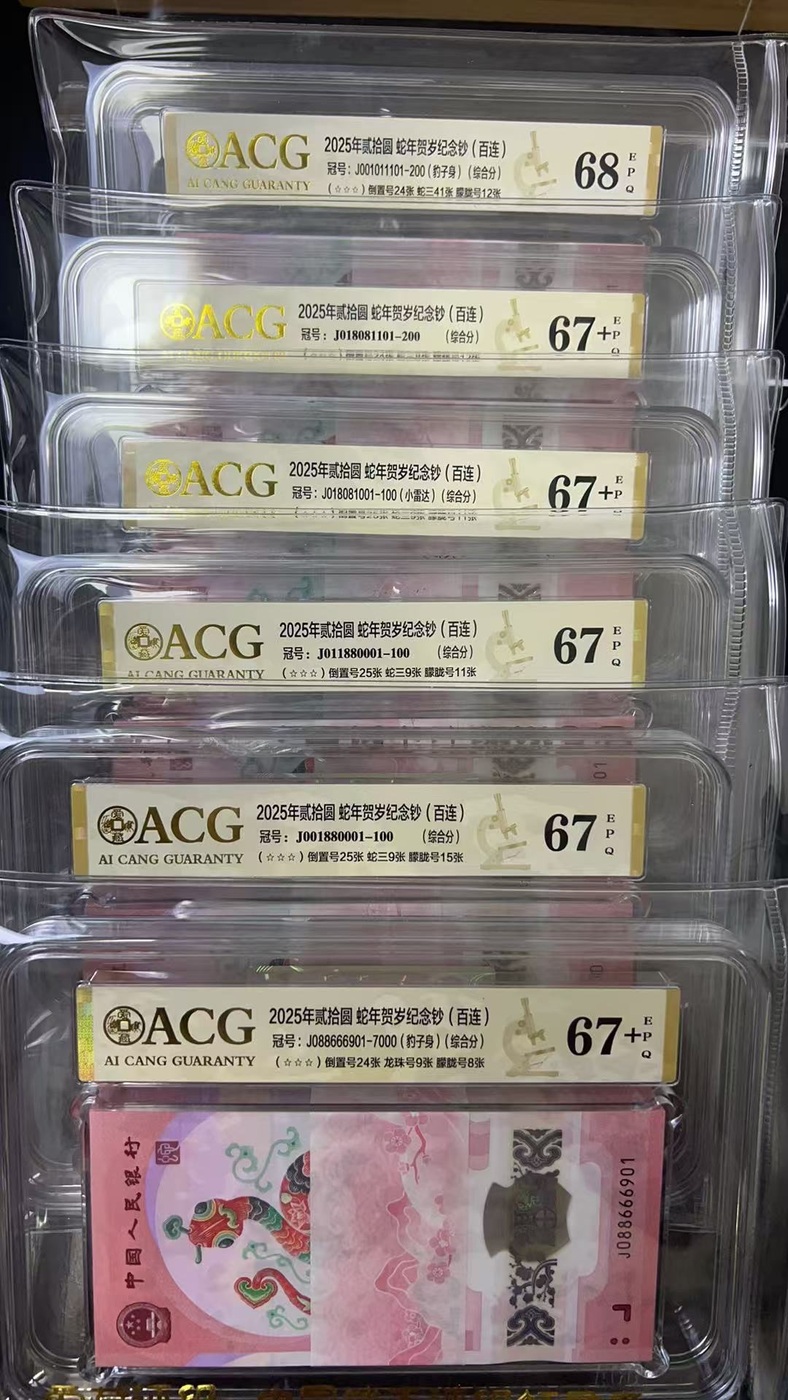 ACG
AI CANG GUARANTY
2025年贰拾圆 蛇年贺岁纪念钞(百连)
冠号:J001011101-200(豹子身)(综合分)
(☆☆☆)倒置号24张 蛇三41张 朦胧号12张
68
EPQ
ACG
2025年贰拾圆 蛇年贺岁纪念钞(百连)
冠号:J018081101-200 (综合分)
67+
EPQ
ACG
2025年贰拾圆 蛇年贺岁纪念钞(百连)
冠号:J018081001-100(小雷达)(综合分)
67+
EP
ACG
AI CANG GUARANTY
2025年贰拾圆 蛇年贺岁纪念钞(百连)
冠号:J011880001-100 (综合分)
(☆☆☆)倒置号25张 蛇三9张 朦胧号11张
67
EPQ
ACG
AI CANG GUARANTY
2025年贰拾圆 蛇年贺岁纪念钞(百连)
冠号:J001880001-100 (综合分)
(☆☆☆)倒置号25张 蛇三9张 朦胧号15张
67
EPQ
ACG
AI CANG GUARANTY
2025年贰拾圆 蛇年贺岁纪念钞(百连)
冠号:J088666901-7000(豹子身)(综合分)
(☆☆☆)倒置号24张 龙珠号9张 朦胧号8张
67+
EPQ
中国人民银行
J088666901